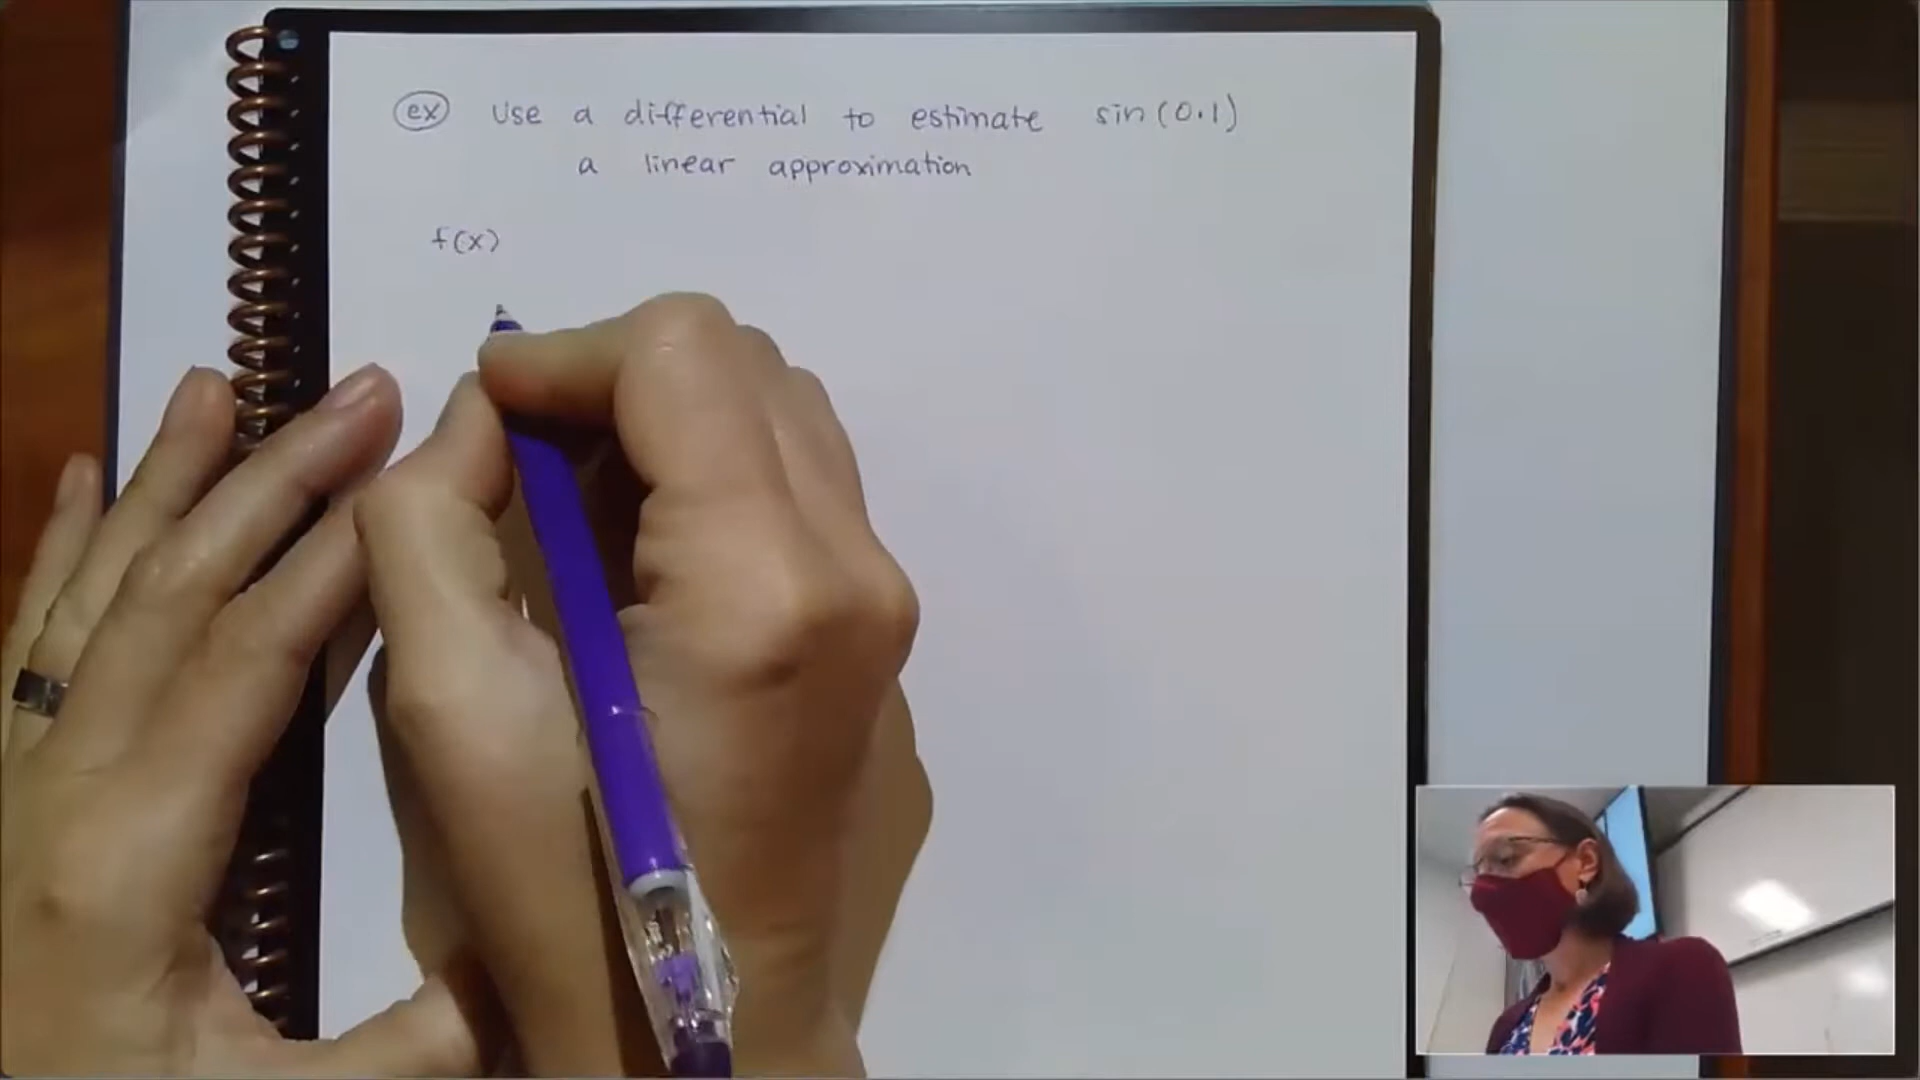 ex Use a differential to estimate sin(0.1)
a linear approximation
f(x)